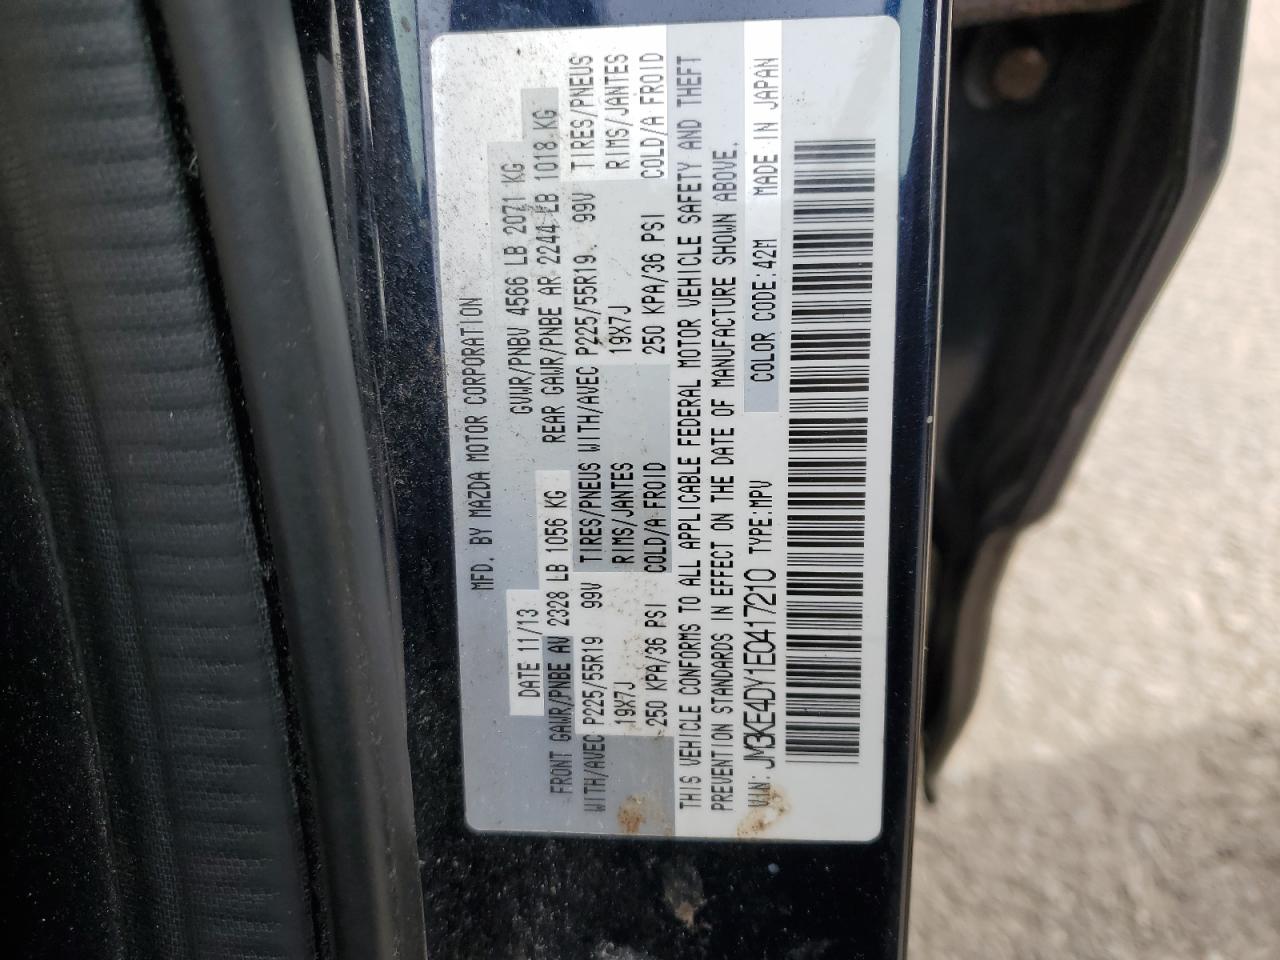 MFD. BY MAZDA MOTOR CORPORATION
DATE 11/13 GVWR/PNBV 4566 LB 2071 KG
FRONT GAWR/PNBE AV 2328 LB 1056 KG REAR GAWR/PNBE AR 2244 LB 1018 KG
WITH/AVEC P225/55R19 99V TIRES/PNEUS WITH/AVEC P225/55R19. 99V TIRES/PNEUS
19X7J RIMS/JANTES 19X7J RIMS/JANTES
250 KPA/36 PSI COLD/A FROID 250 KPA/36 PSI COLD/A FROID
THIS VEHICLE CONFORMS TO ALL APPLICABLE FEDERAL MOTOR VEHICLE SAFETY AND THEFT
PREVENTION STANDARDS IN EFFECT ON THE DATE OF MANUFACTURE SHOWN ABOVE.
VIN: JM3KE4DY1E0417210 TYPE:MPV COLOR CODE:42M MADE IN JAPAN